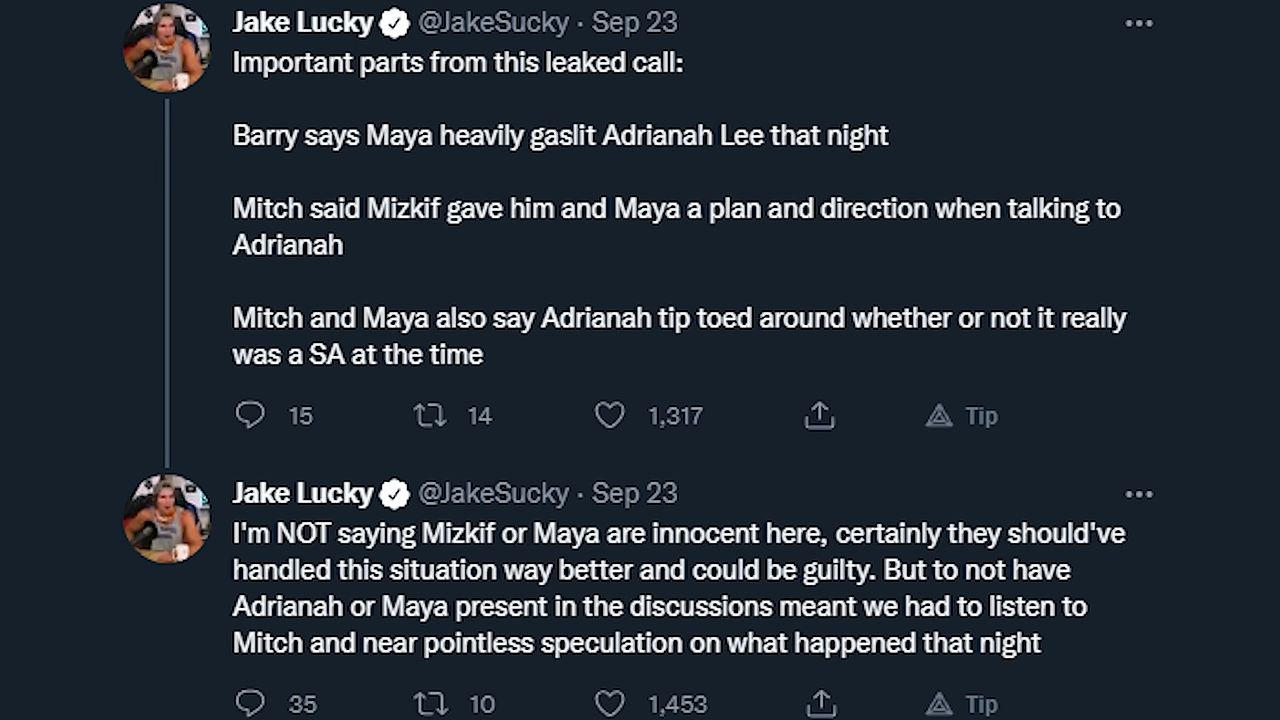 Jake Lucky @JakeSucky · Sep 23
Important parts from this leaked call:
Barry says Maya heavily gaslit Adrianah Lee that night
Mitch said Mizkif gave him and Maya a plan and direction when talking to
Adrianah
Mitch and Maya also say Adrianah tip toed around whether or not it really
was a SA at the time
15 14 1,317 Tip
Jake Lucky @JakeSucky · Sep 23
I'm NOT saying Mizkif or Maya are innocent here, certainly they should've
handled this situation way better and could be guilty. But to not have
Adrianah or Maya present in the discussions meant we had to listen to
Mitch and near pointless speculation on what happened that night
35 10 1,453 Tip